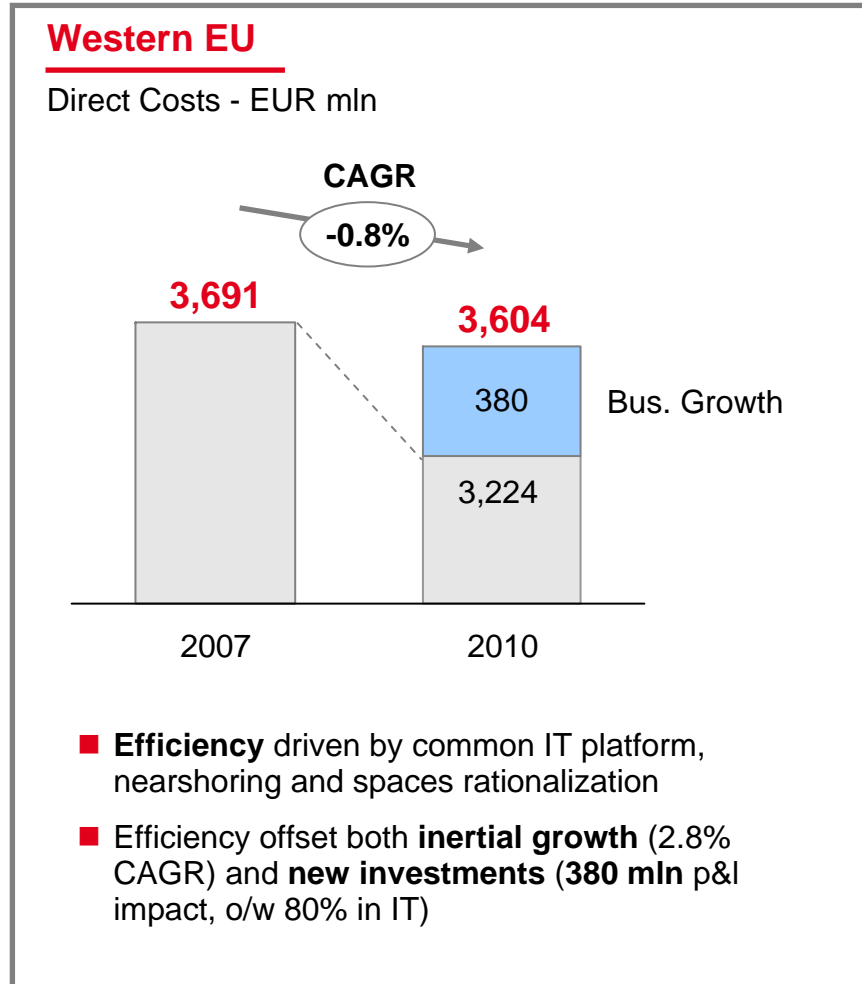 Western EU
Direct Costs - EUR mln
CAGR
-0.8%
3,691
3,604
380
Bus. Growth
3,224
2007
2010
Efficiency driven by common IT platform,
nearshoring and spaces rationalization
Efficiency offset both inertial growth (2.8%
CAGR) and new investments (380 mln p&l
impact, o/w 80% in IT)